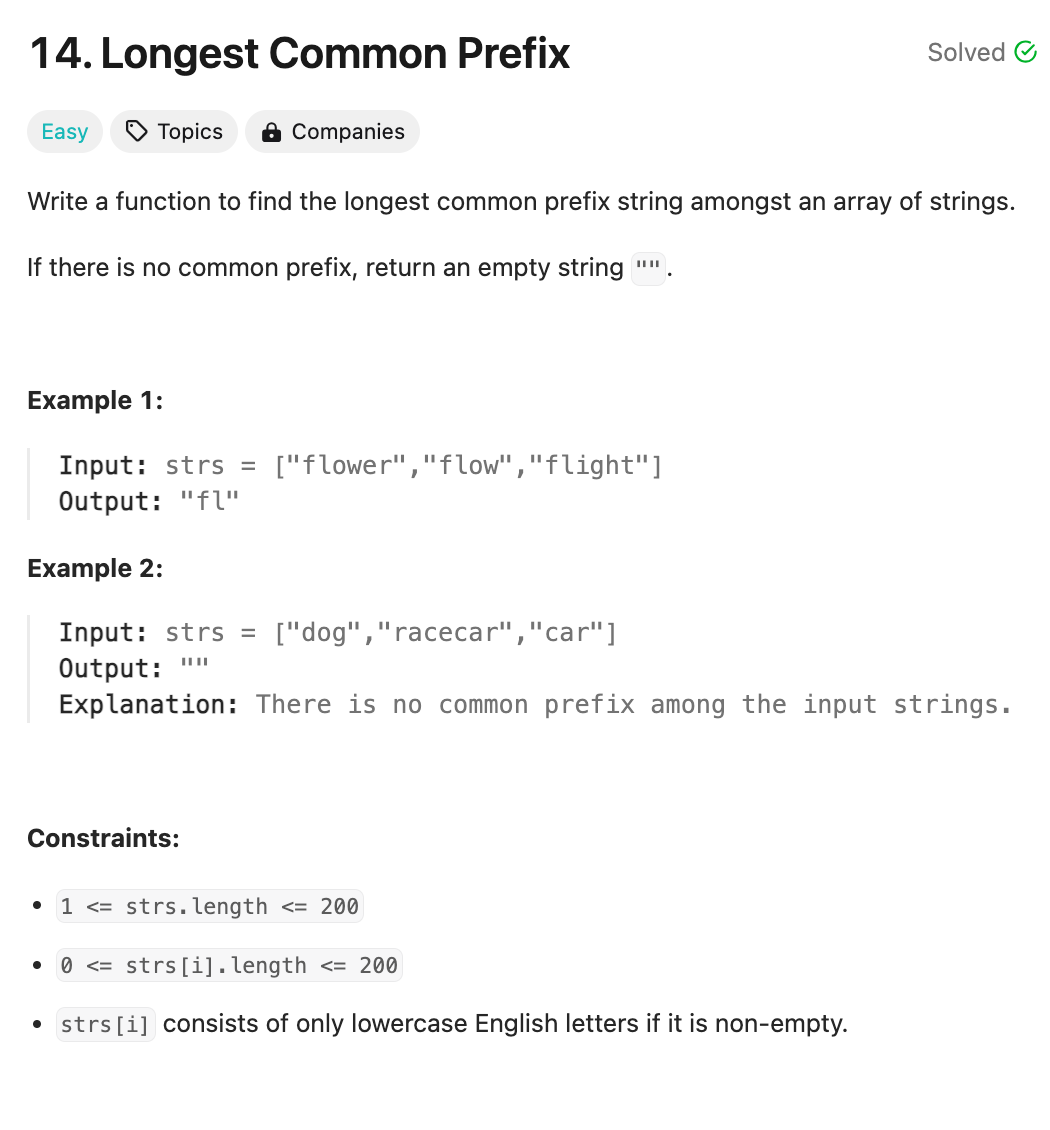 14. Longest Common Prefix
Solved
Easy
Topics
Companies
Write a function to find the longest common prefix string amongst an array of strings.
If there is no common prefix, return an empty string "".
Example 1:
Input: strs = ["flower","flow","flight"]
Output: "fl"
Example 2:
Input: strs = ["dog","racecar","car"]
Output: ""
Explanation: There is no common prefix among the input strings.
Constraints:
• 1 <= strs.length <= 200
• 0 <= strs[i].length <= 200
• strs[i] consists of only lowercase English letters if it is non-empty.